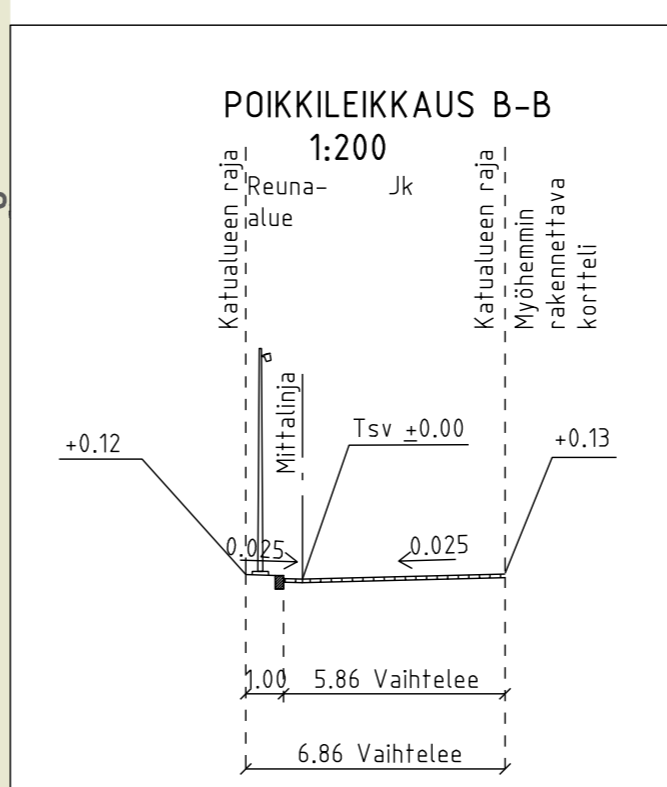 POIKKILEIKKAUS B-B
1:200
Katualueen raja
Reuna-
alue
Jk
Katualueen raja
Myöhemmin
rakennettava
kortteli
Mittalinja
+0.12
Tsv ±0.00
+0.13
0.025
0.025
1.00
5.86 Vaihtelee
6.86 Vaihtelee